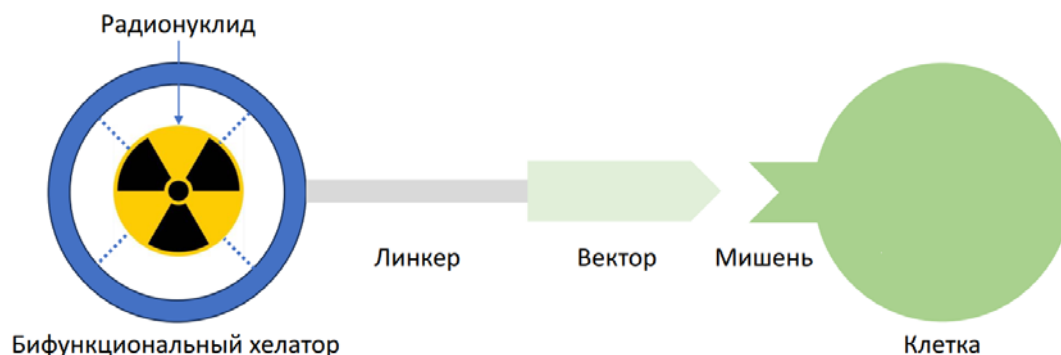 Радионуклид
Линкер
Вектор
Мишень
Бифункциональный хелатор
Клетка